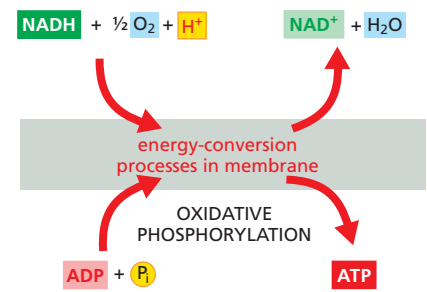 NADH + ½ O₂ + H⁺ NAD⁺ + H₂O
energy-conversion
processes in membrane
OXIDATIVE
PHOSPHORYLATION
ADP + Pᵢ ATP